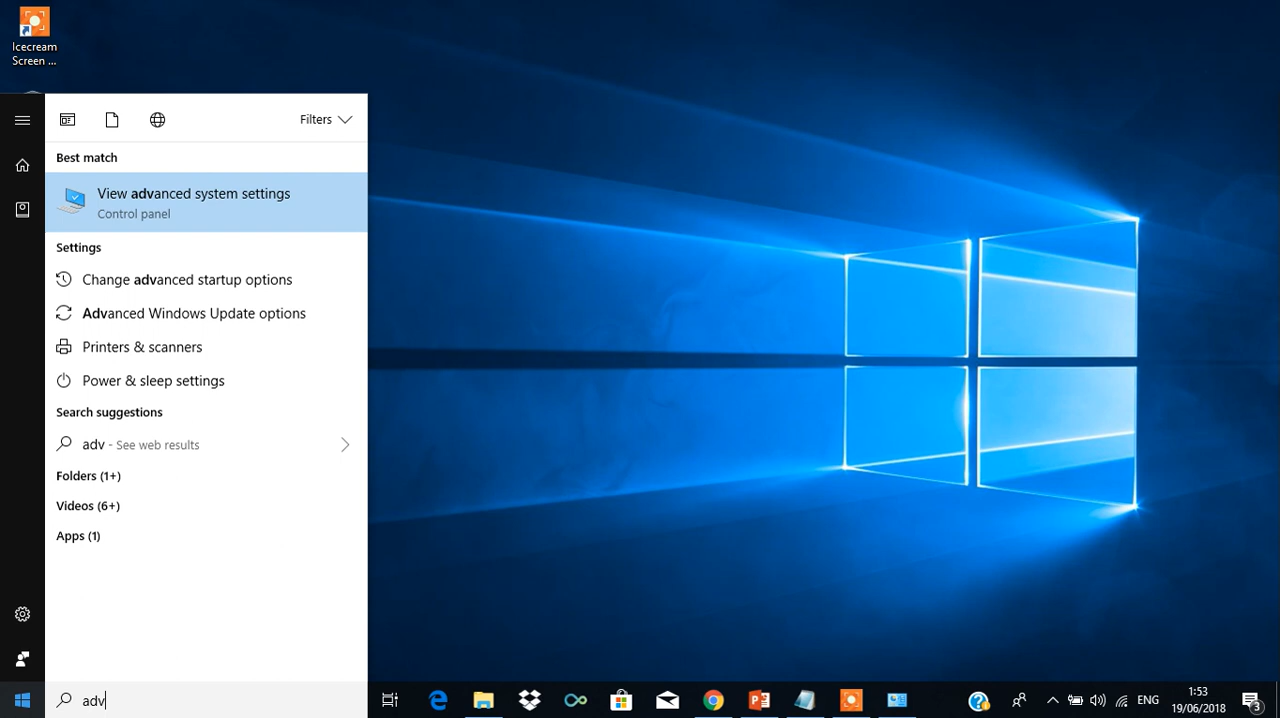 Icecream
Screen ...
Filters
Best match
View advanced system settings
Control panel
Settings
Change advanced startup options
Advanced Windows Update options
Printers & scanners
Power & sleep settings
Search suggestions
adv - See web results
Folders (1+)
Videos (6+)
Apps (1)
adv
ENG
1:53
19/06/2018
3